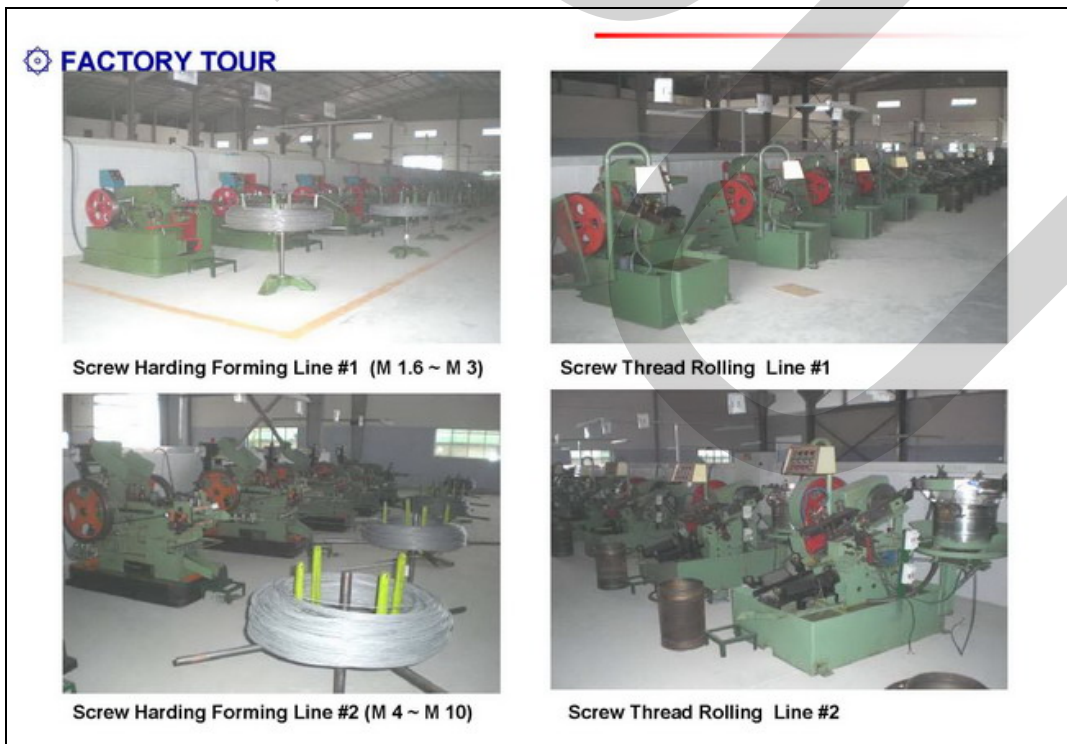 FACTORY TOUR
Screw Harding Forming Line #1 (M 1.6 ~ M 3)
Screw Thread Rolling Line #1
Screw Harding Forming Line #2 (M 4 ~ M 10)
Screw Thread Rolling Line #2